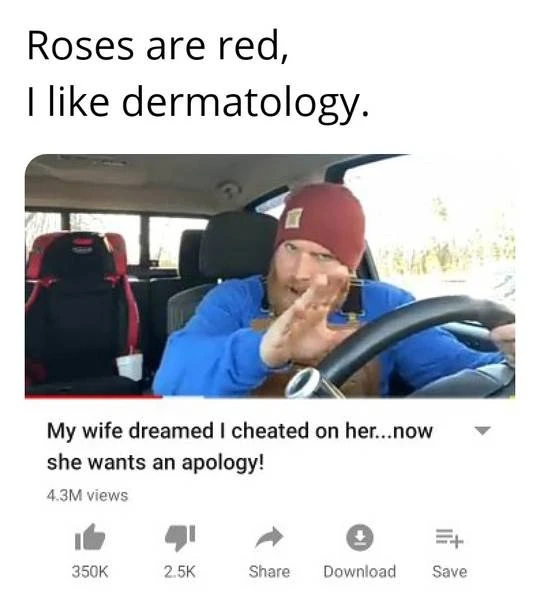 Roses are red,
I like dermatology.
My wife dreamed I cheated on her...now
she wants an apology!
4.3M views
350K
2.5K
Share
Download
Save